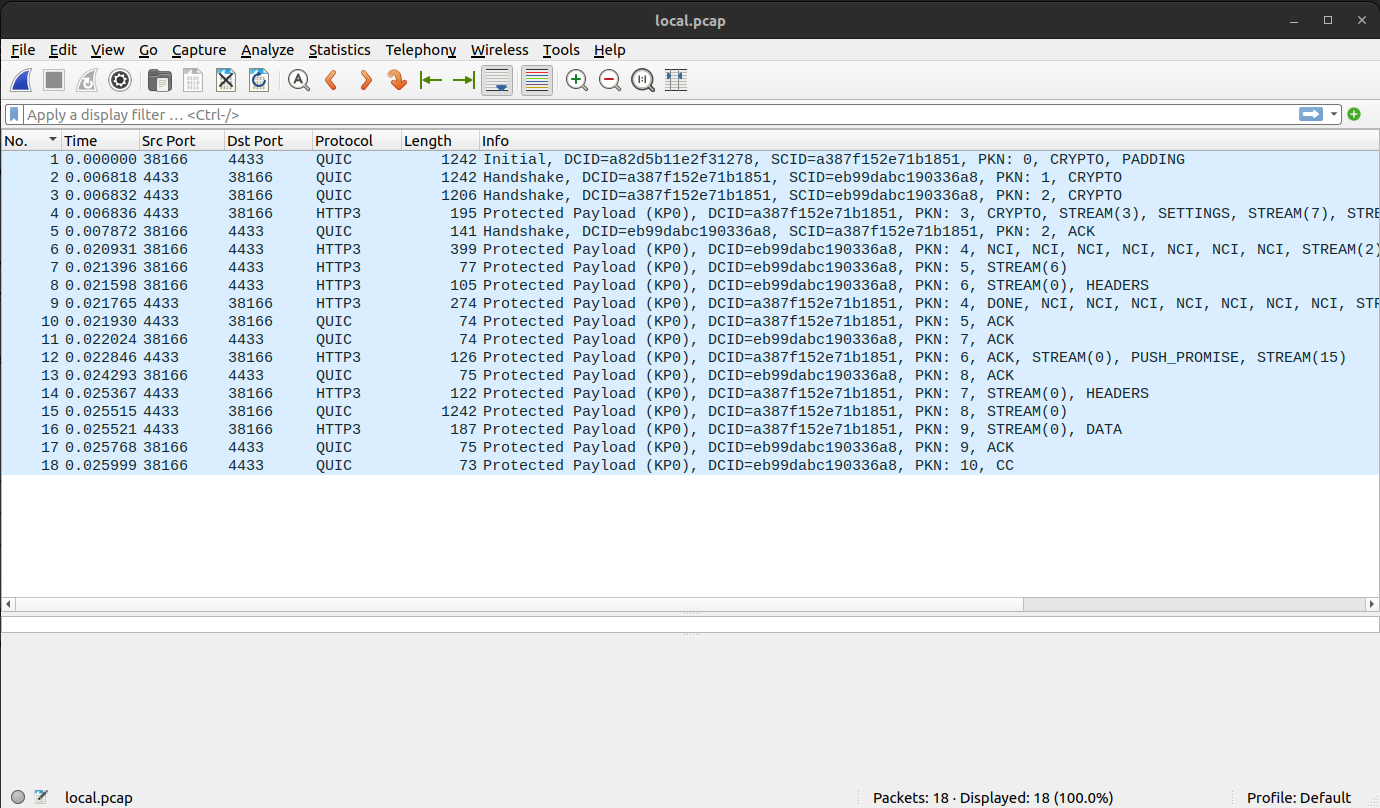 local.pcap
File Edit View Go Capture Analyze Statistics Telephony Wireless Tools Help
Apply a display filter … <Ctrl-/>
No. Time Src Port Dst Port Protocol Length Info
1 0.000000 38166 4433 QUIC 1242 Initial, DCID=a82d5b11e2f31278, SCID=a387f152e71b1851, PKN: 0, CRYPTO, PADDING
2 0.006818 4433 38166 QUIC 1242 Handshake, DCID=a387f152e71b1851, SCID=eb99dabc190336a8, PKN: 1, CRYPTO
3 0.006832 4433 38166 QUIC 1206 Handshake, DCID=a387f152e71b1851, SCID=eb99dabc190336a8, PKN: 2, CRYPTO
4 0.006836 4433 38166 HTTP3 195 Protected Payload (KP0), DCID=a387f152e71b1851, PKN: 3, CRYPTO, STREAM(3), SETTINGS, STREAM(7), STRE
5 0.007872 38166 4433 QUIC 141 Handshake, DCID=eb99dabc190336a8, SCID=a387f152e71b1851, PKN: 2, ACK
6 0.020931 38166 4433 HTTP3 399 Protected Payload (KP0), DCID=eb99dabc190336a8, PKN: 4, NCI, NCI, NCI, NCI, NCI, NCI, NCI, STREAM(2)
7 0.021396 38166 4433 HTTP3 77 Protected Payload (KP0), DCID=eb99dabc190336a8, PKN: 5, STREAM(6)
8 0.021598 38166 4433 HTTP3 105 Protected Payload (KP0), DCID=eb99dabc190336a8, PKN: 6, STREAM(0), HEADERS
9 0.021765 4433 38166 HTTP3 274 Protected Payload (KP0), DCID=a387f152e71b1851, PKN: 4, DONE, NCI, NCI, NCI, NCI, NCI, NCI, NCI, STR
10 0.021930 4433 38166 QUIC 74 Protected Payload (KP0), DCID=a387f152e71b1851, PKN: 5, ACK
11 0.022024 38166 4433 QUIC 74 Protected Payload (KP0), DCID=eb99dabc190336a8, PKN: 7, ACK
12 0.022846 4433 38166 HTTP3 126 Protected Payload (KP0), DCID=a387f152e71b1851, PKN: 6, ACK, STREAM(0), PUSH_PROMISE, STREAM(15)
13 0.024293 38166 4433 QUIC 75 Protected Payload (KP0), DCID=eb99dabc190336a8, PKN: 8, ACK
14 0.025367 4433 38166 HTTP3 122 Protected Payload (KP0), DCID=a387f152e71b1851, PKN: 7, STREAM(0), HEADERS
15 0.025515 4433 38166 QUIC 1242 Protected Payload (KP0), DCID=a387f152e71b1851, PKN: 8, STREAM(0)
16 0.025521 4433 38166 HTTP3 187 Protected Payload (KP0), DCID=a387f152e71b1851, PKN: 9, STREAM(0), DATA
17 0.025768 38166 4433 QUIC 75 Protected Payload (KP0), DCID=eb99dabc190336a8, PKN: 9, ACK
18 0.025999 38166 4433 QUIC 73 Protected Payload (KP0), DCID=eb99dabc190336a8, PKN: 10, CC
local.pcap Packets: 18 · Displayed: 18 (100.0%) Profile: Default